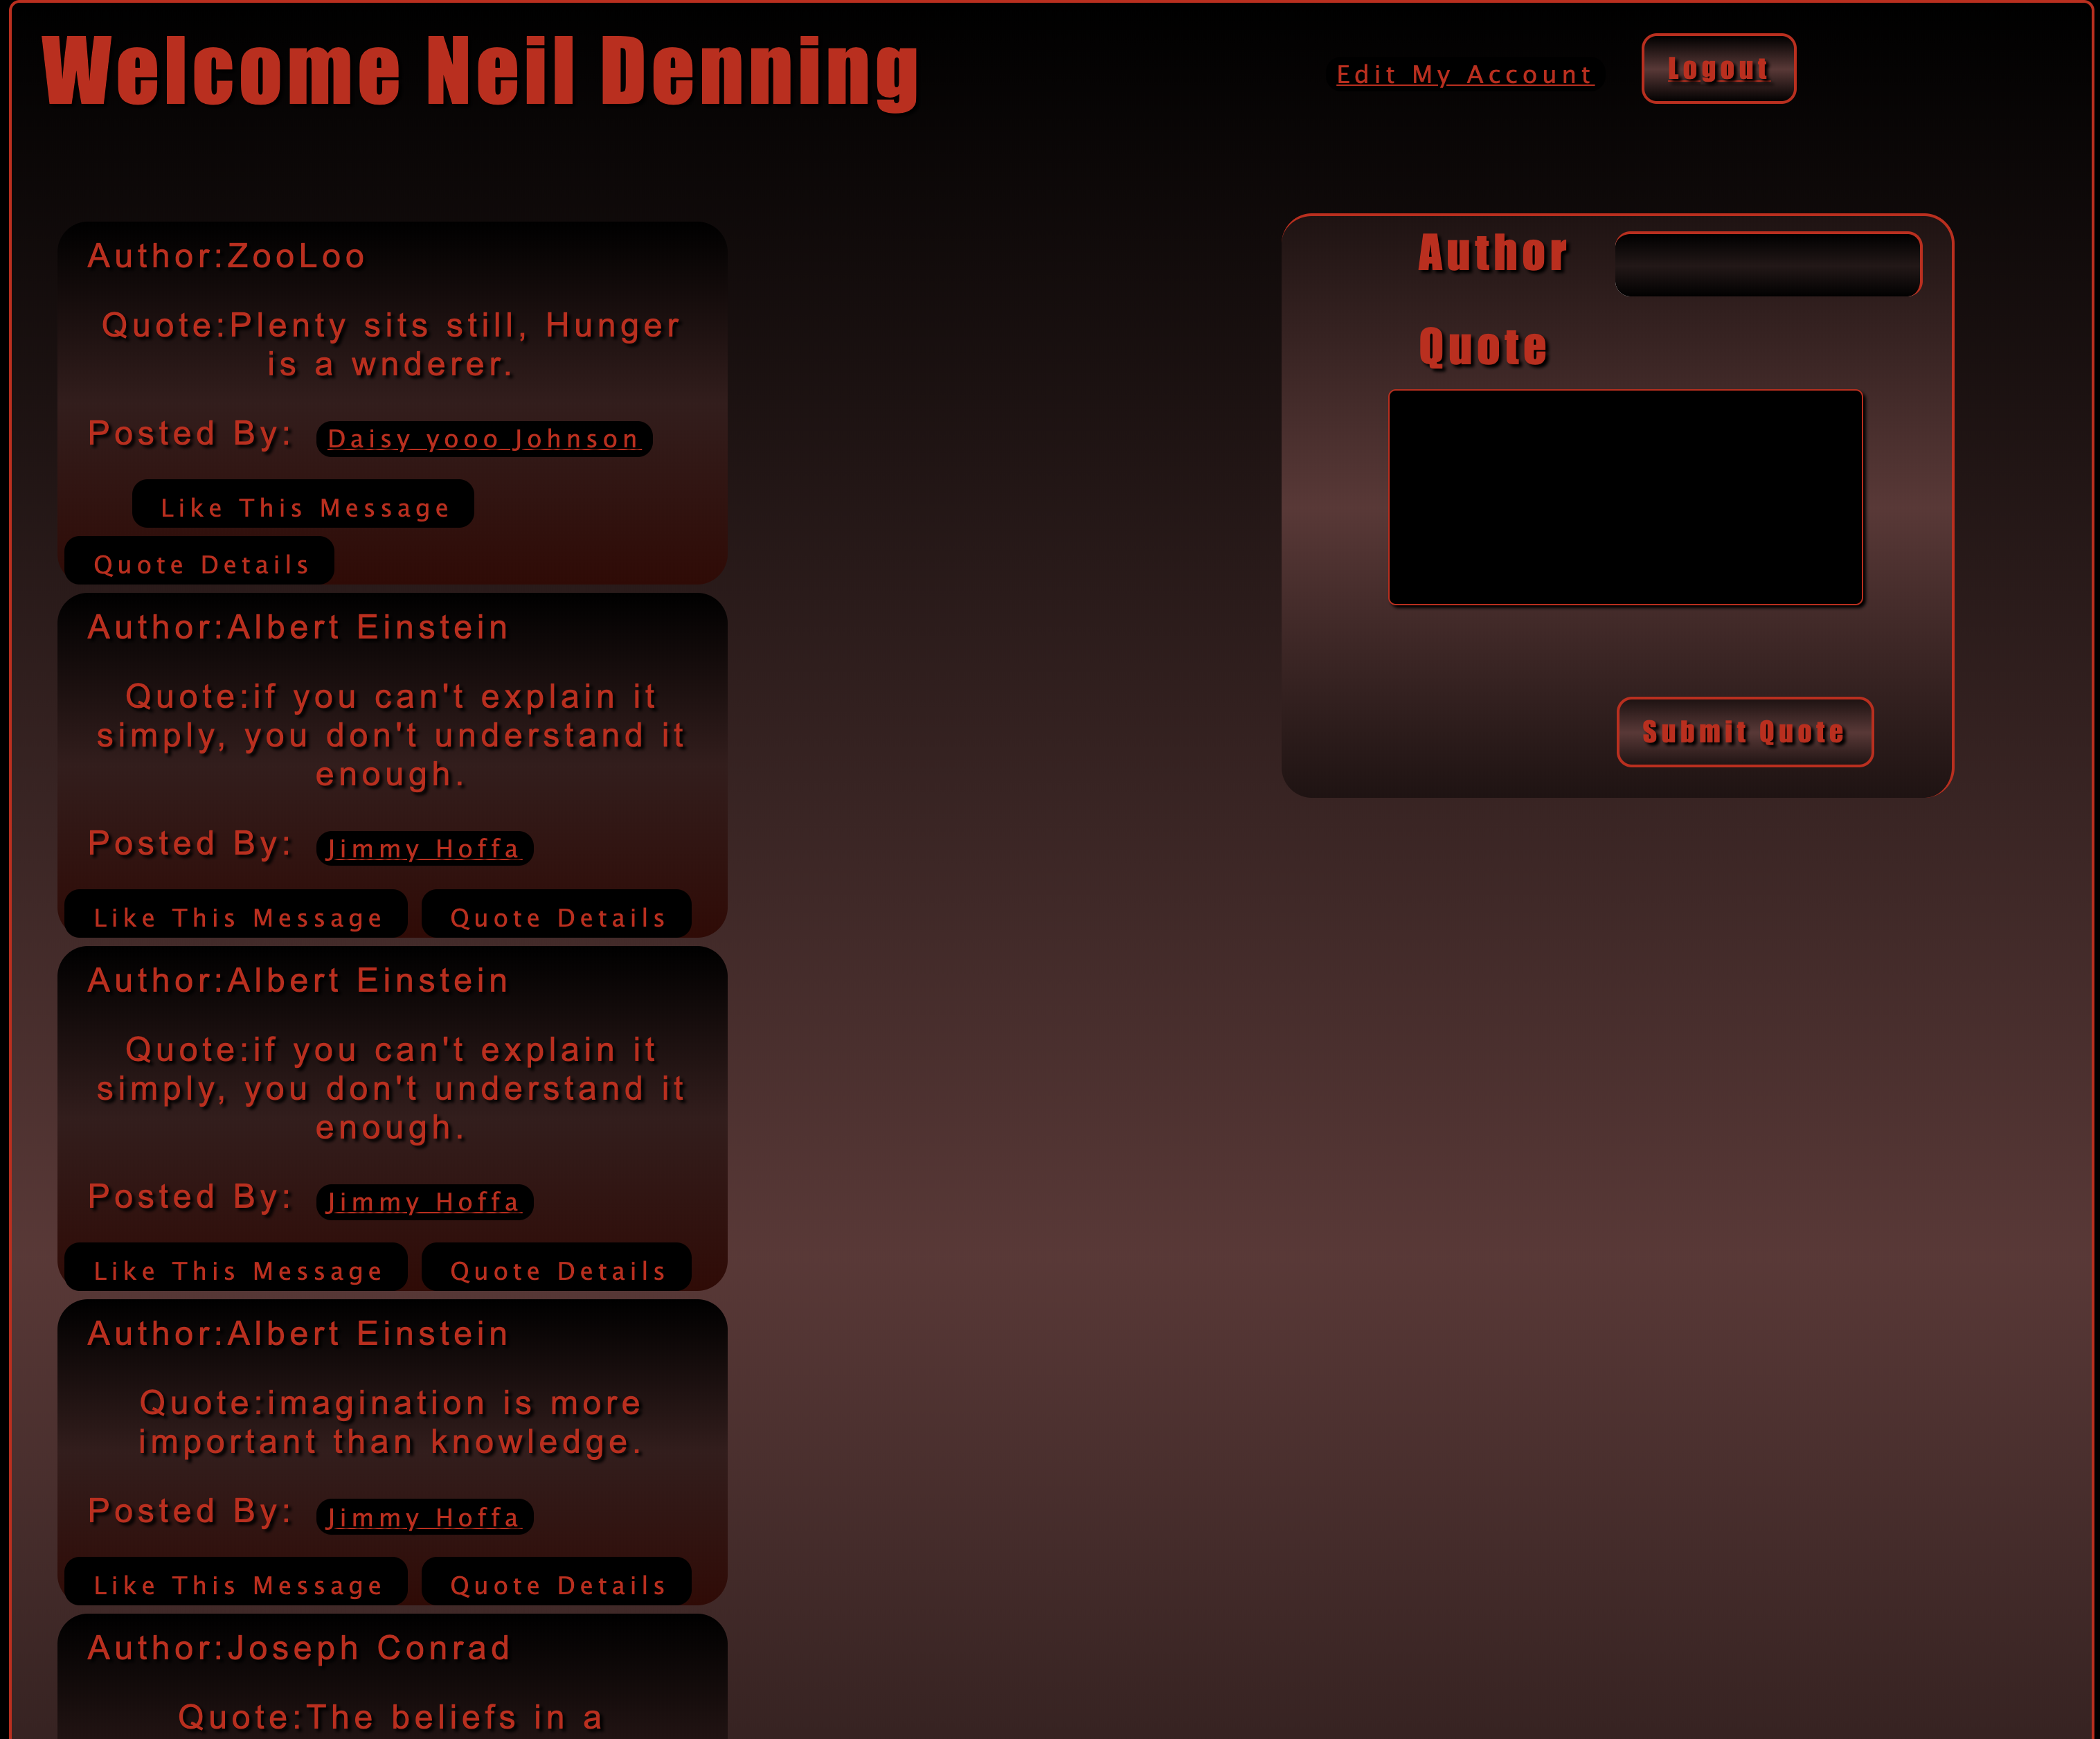 Welcome Neil Denning
Edit My Account
Logout
Author:ZooLoo
Quote:Plenty sits still, Hunger
is a wnderer.
Posted By: Daisy yooo Johnson
Like This Message
Quote Details
Author:Albert Einstein
Quote:if you can't explain it
simply, you don't understand it
enough.
Posted By: Jimmy Hoffa
Like This Message Quote Details
Author:Albert Einstein
Quote:if you can't explain it
simply, you don't understand it
enough.
Posted By: Jimmy Hoffa
Like This Message Quote Details
Author:Albert Einstein
Quote:imagination is more
important than knowledge.
Posted By: Jimmy Hoffa
Like This Message Quote Details
Author:Joseph Conrad
Quote:The beliefs in a
Author
Quote
Submit Quote